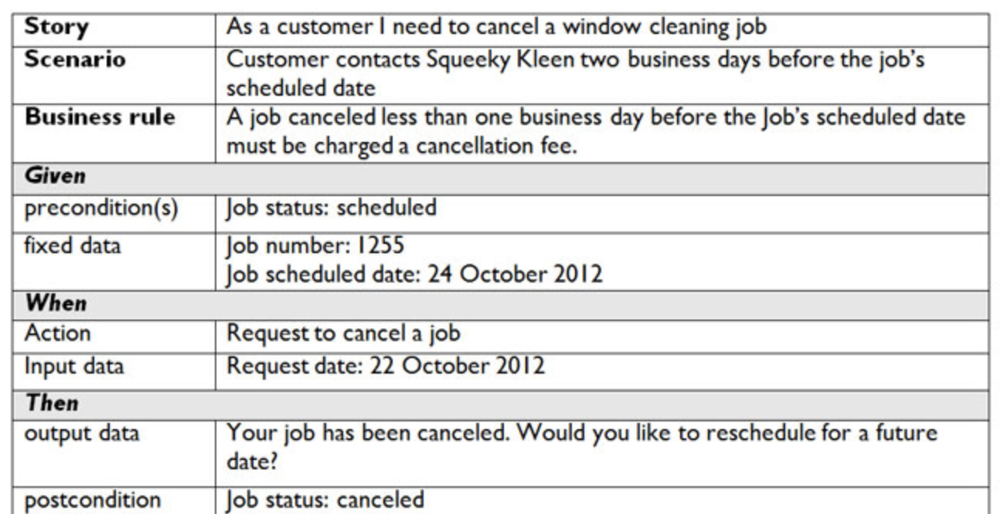 Story As a customer I need to cancel a window cleaning job
Scenario Customer contacts Squeeky Kleen two business days before the job's
scheduled date
Business rule A job canceled less than one business day before the Job's scheduled date
must be charged a cancellation fee.
Given
precondition(s) Job status: scheduled
fixed data Job number: 1255
Job scheduled date: 24 October 2012
When
Action Request to cancel a job
Input data Request date: 22 October 2012
Then
output data Your job has been canceled. Would you like to reschedule for a future
date?
postcondition Job status: canceled